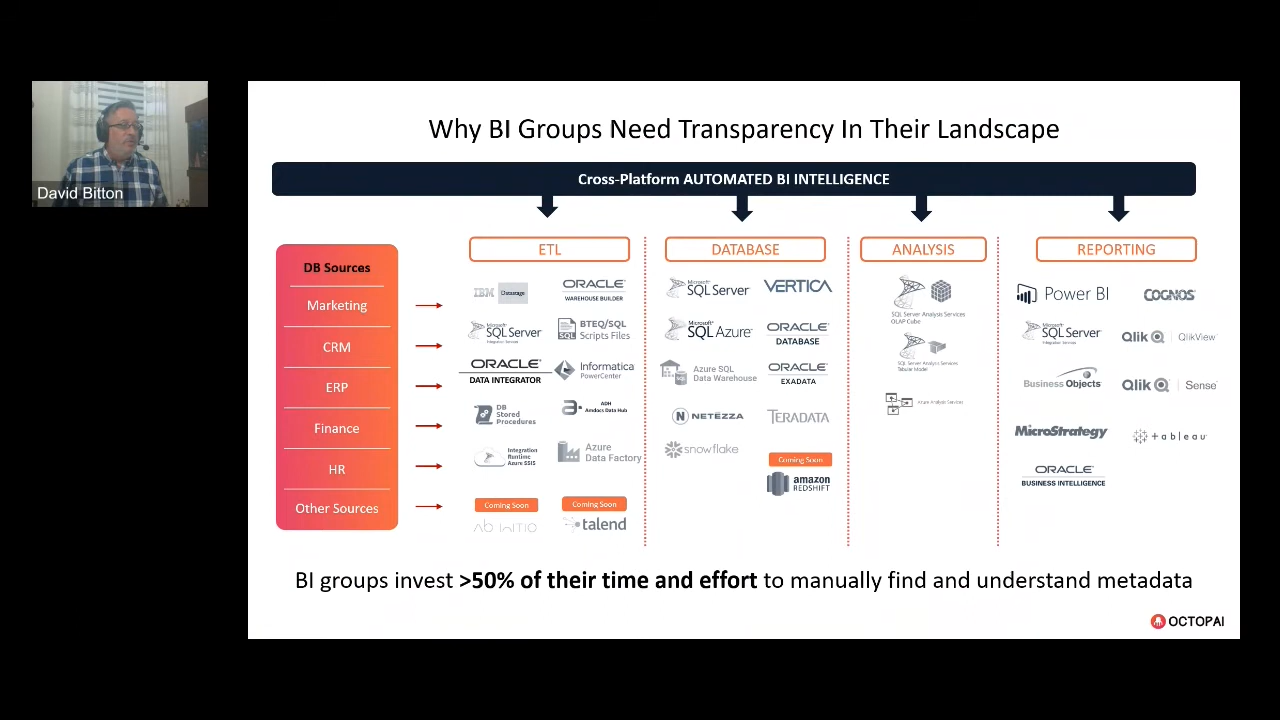 David Bitton
Why BI Groups Need Transparency In Their Landscape
Cross-Platform AUTOMATED BI INTELLIGENCE
DB Sources
Marketing
CRM
ERP
Finance
HR
Other Sources
ETL
IBM Datastage
ORACLE
WAREHOUSE BUILDER
Microsoft
SQL Server
Integration Services
BTEQ/SQL
Scripts Files
ORACLE
DATA INTEGRATOR
Informatica
PowerCenter
DB
Stored
Procedures
ADH
Amdocs Data Hub
Integration
Runtime
Azure SSIS
Azure
Data Factory
Coming Soon
ab initio
Coming Soon
talend
DATABASE
Microsoft
SQL Server
VERTICA
Microsoft
SQL Azure
ORACLE
DATABASE
Azure SQL
Data Warehouse
ORACLE
EXADATA
NETEZZA
TERADATA
snowflake
Coming Soon
amazon
REDSHIFT
ANALYSIS
SQL Server Analysis Services
OLAP Cube
SQL Server Analysis Services
Tabular Model
Azure Analysis Services
REPORTING
Power BI
COGNOS
Microsoft
SQL Server
Integration Services
Qlik QlikView
Business Objects
Qlik Sense
MicroStrategy
+ableau
ORACLE
BUSINESS INTELLIGENCE
BI groups invest >50% of their time and effort to manually find and understand metadata
OCTOPAI